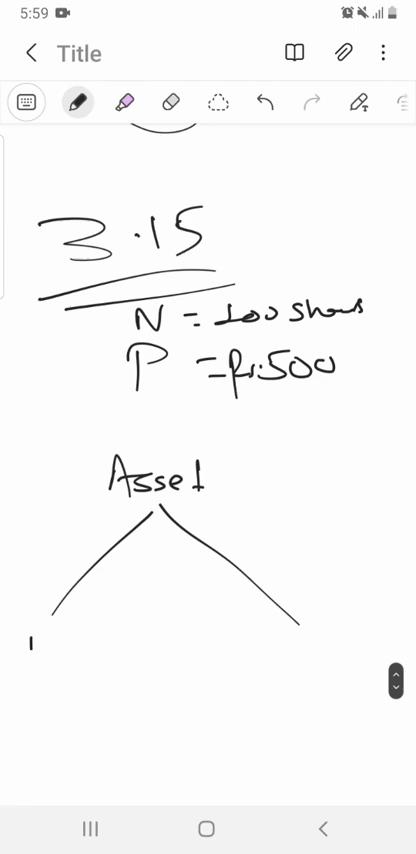 5:59
Title
3.15
N = 100 shares
P = Rs.500
Asset